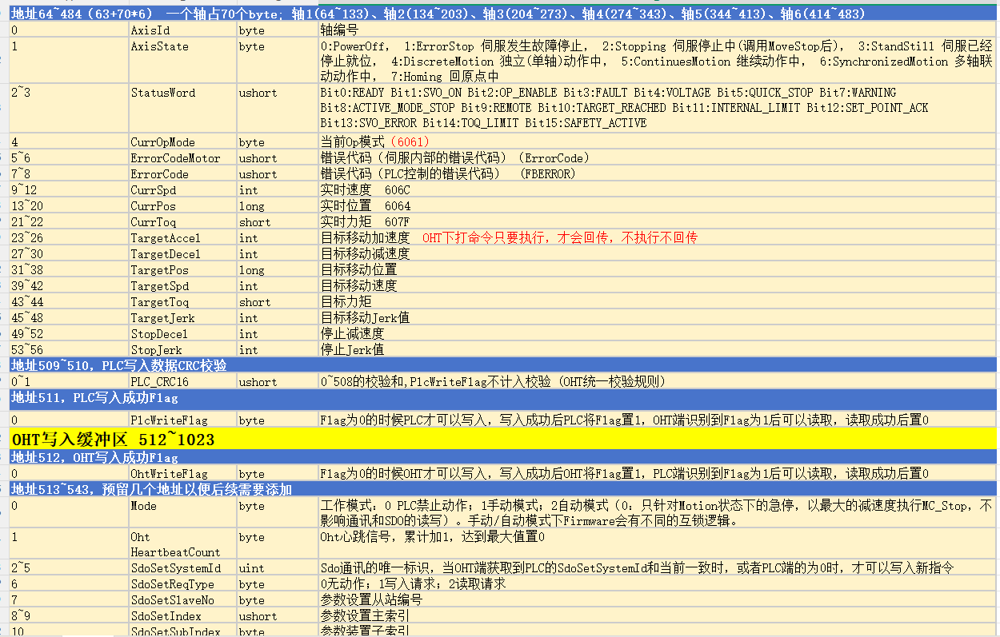 地址64~484（63+70*6） 一个轴占70个byte; 轴1(64~133)、轴2(134~203)、轴3(204~273)、轴4(274~343)、轴5(344~413)、轴6(414~483)
0 AxisId byte 轴编号
1 AxisState byte 0:PowerOff， 1:ErrorStop 伺服发生故障停止， 2:Stopping 伺服停止中(调用MoveStop后)， 3:StandStill 伺服已经
停止就位， 4:DiscreteMotion 独立(单轴)动作中， 5:ContinuesMotion 继续动作中， 6:SynchronizedMotion 多轴联
动动作中， 7:Homing 回原点中
2~3 StatusWord ushort Bit0:READY Bit1:SVO_ON Bit2:OP_ENABLE Bit3:FAULT Bit4:VOLTAGE Bit5:QUICK_STOP Bit7:WARNING
Bit8:ACTIVE_MODE_STOP Bit9:REMOTE Bit10:TARGET_REACHED Bit11:INTERNAL_LIMIT Bit12:SET_POINT_ACK
Bit13:SVO_ERROR Bit14:TOQ_LIMIT Bit15:SAFETY_ACTIVE
4 CurrOpMode byte 当前Op模式（6061）
5~6 ErrorCodeMotor ushort 错误代码（伺服内部的错误代码）（ErrorCode）
7~8 ErrorCode ushort 错误代码（PLC控制的错误代码） （FBERROR）
9~12 CurrSpd int 实时速度 606C
13~20 CurrPos long 实时位置 6064
21~22 CurrToq short 实时力矩 607F
23~26 TargetAccel int 目标移动加速度 OHT下打命令只要执行，才会回传，不执行不回传
27~30 TargetDecel int 目标移动减速度
31~38 TargetPos long 目标移动位置
39~42 TargetSpd int 目标移动速度
43~44 TargetToq short 目标力矩
45~48 TargetJerk int 目标移动Jerk值
49~52 StopDecel int 停止减速度
53~56 StopJerk int 停止Jerk值
地址509~510，PLC写入数据CRC校验
0~1 PLC_CRC16 ushort 0~508的校验和,PlcWriteFlag不计入校验（OHT统一校验规则）
地址511，PLC写入成功Flag
0 PlcWriteFlag byte Flag为0的时候PLC才可以写入，写入成功后PLC将Flag置1，OHT端识别到Flag为1后可以读取，读取成功后置0
OHT写入缓冲区 512~1023
地址512，OHT写入成功Flag
0 OhtWriteFlag byte Flag为0的时候OHT才可以写入，写入成功后OHT将Flag置1，PLC端识别到Flag为1后可以读取，读取成功后置0
地址513~543，预留几个地址以便后续需要添加
0 Mode byte 工作模式：0 PLC禁止动作；1手动模式；2自动模式（0：只针对Motion状态下的急停，以最大的减速度执行MC_Stop，不
影响通讯和SDO的读写）。手动/自动模式下Firmware会有不同的互锁逻辑。
1 Oht byte Oht心跳信号，累计加1，达到最大值置0
HeartbeatCount
2~5 SdoSetSystemId uint Sdo通讯的唯一标识，当OHT端获取到PLC的SdoSetSystemId和当前一致时，或者PLC端的为0时，才可以写入新指令
6 SdoSetReqType byte 0无动作；1写入请求；2读取请求
7 SdoSetSlaveNo byte 参数设置从站编号
8~9 SdoSetIndex ushort 参数设置主索引
10 SdoSetSubIndex byte 参数装置子索引